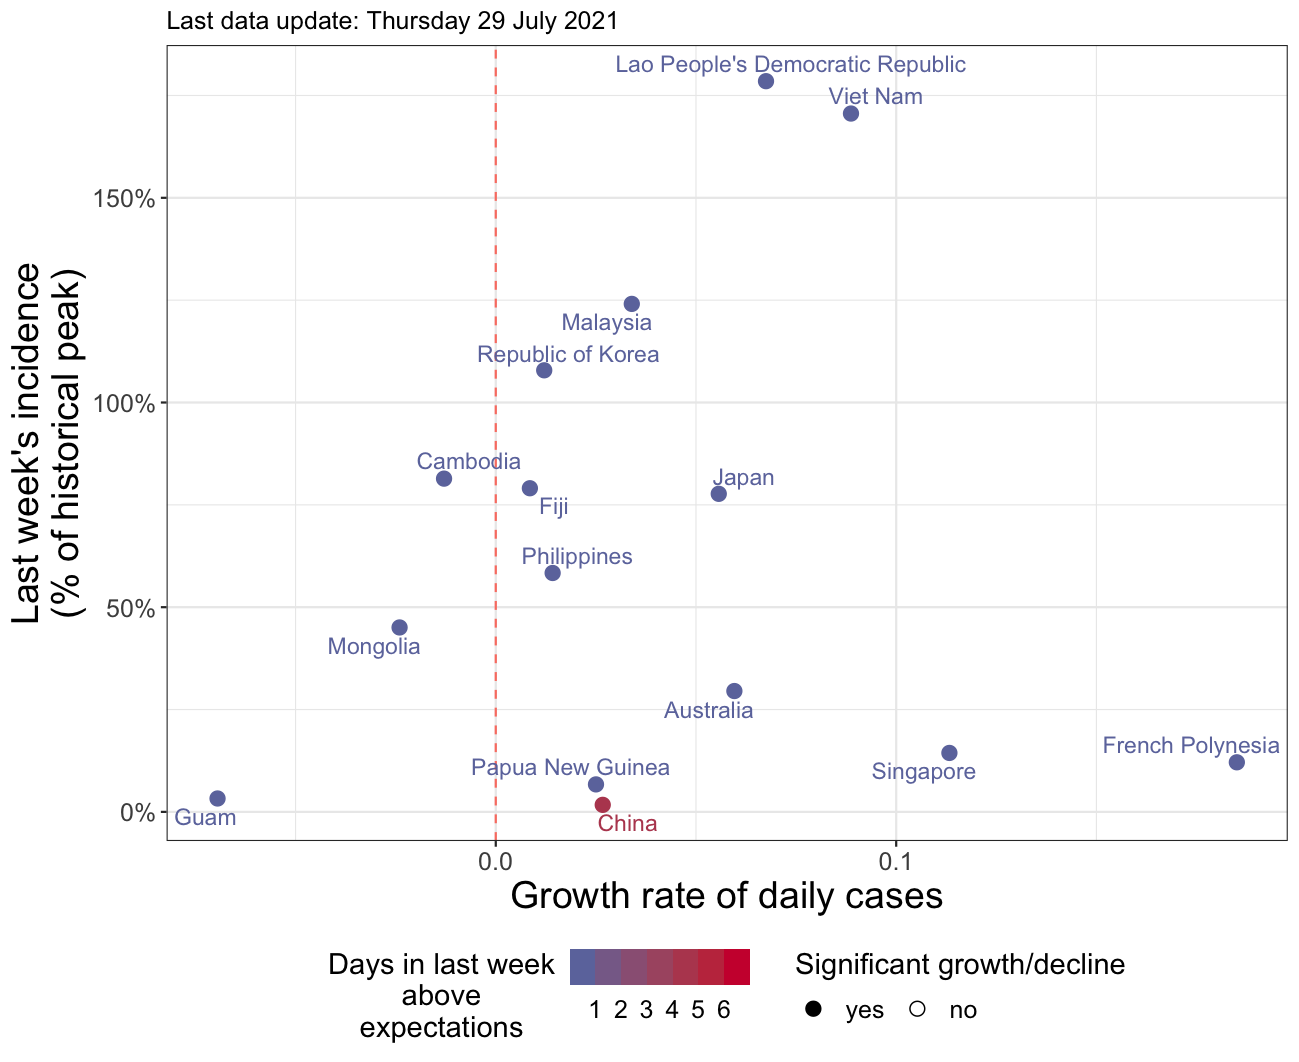 Last data update: Thursday 29 July 2021
Lao People's Democratic Republic
Viet Nam
150%
Malaysia
Republic of Korea
100%
Cambodia
Japan
Fiji
Philippines
50%
Mongolia
Australia
French Polynesia
Singapore
Papua New Guinea
0%
Guam
China
Last week's incidence
(% of historical peak)
0.0
0.1
Growth rate of daily cases
Days in last week
above
expectations
1 2 3 4 5 6
Significant growth/decline
yes no